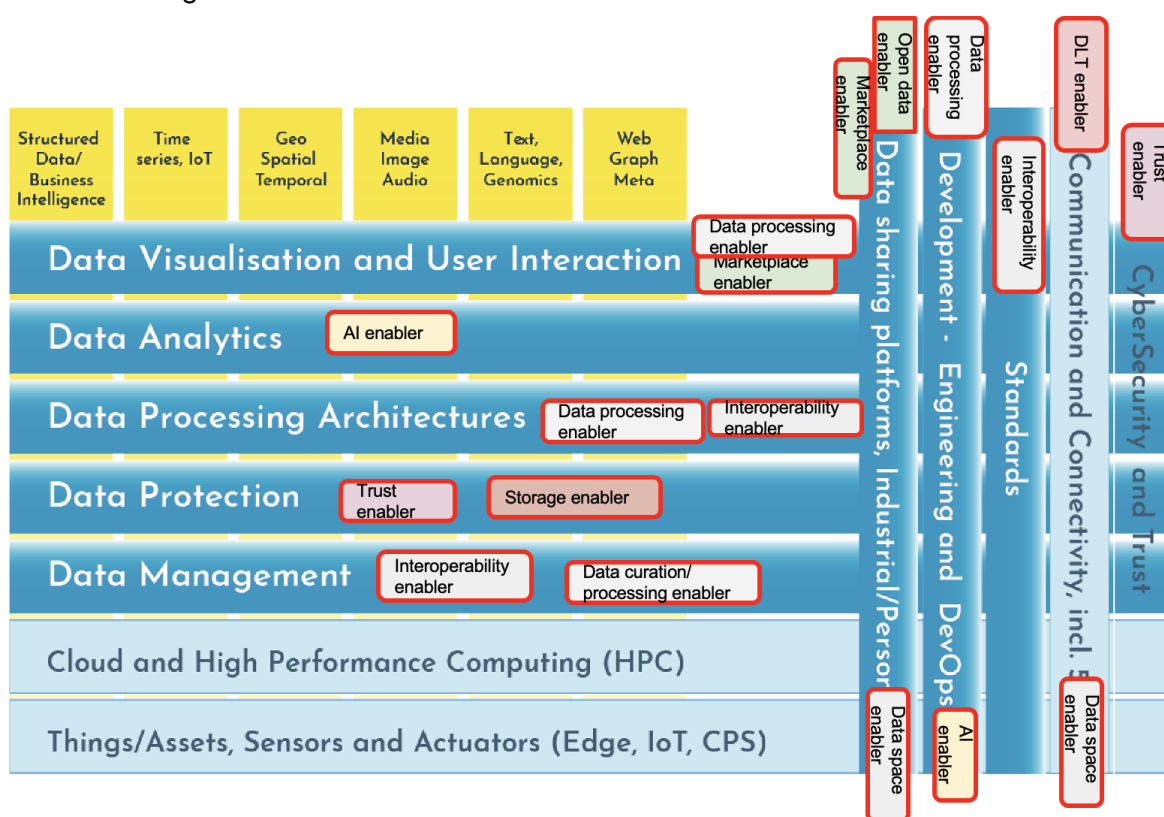 Structured
Data/
Business
Intelligence
Time
series, IoT
Geo
Spatial
Temporal
Media
Image
Audio
Text,
Language,
Genomics
Web
Graph
Meta
Data Visualisation and User Interaction
Data processing
enabler
Marketplace
enabler
Data Analytics
AI enabler
Data Processing Architectures
Data processing
enabler
Interoperability
enabler
Data Protection
Trust
enabler
Storage enabler
Data Management
Interoperability
enabler
Data curation/
processing enabler
Cloud and High Performance Computing (HPC)
Things/Assets, Sensors and Actuators (Edge, IoT, CPS)
Marketplace
enabler
Open data
enabler
Data sharing platforms, Industrial/Person
Data space
enabler
Data
processing
enabler
Development - Engineering and DevOps
AI
enabler
Interoperability
enabler
Standards
DLT enabler
Communication and Connectivity, incl.
Data space
enabler
Trust
enabler
CyberSecurity and Trust